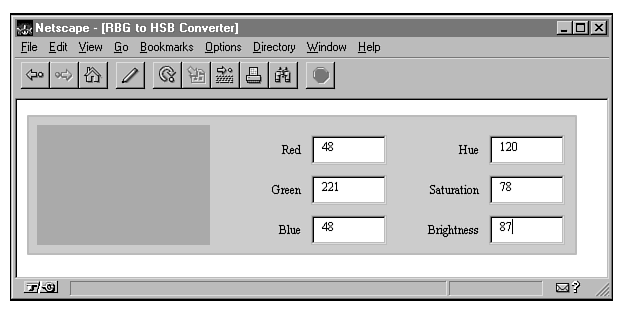 Netscape - [RBG to HSB Converter]
File Edit View Go Bookmarks Options Directory Window Help
Red 48 Hue 120
Green 221 Saturation 78
Blue 48 Brightness 87
?